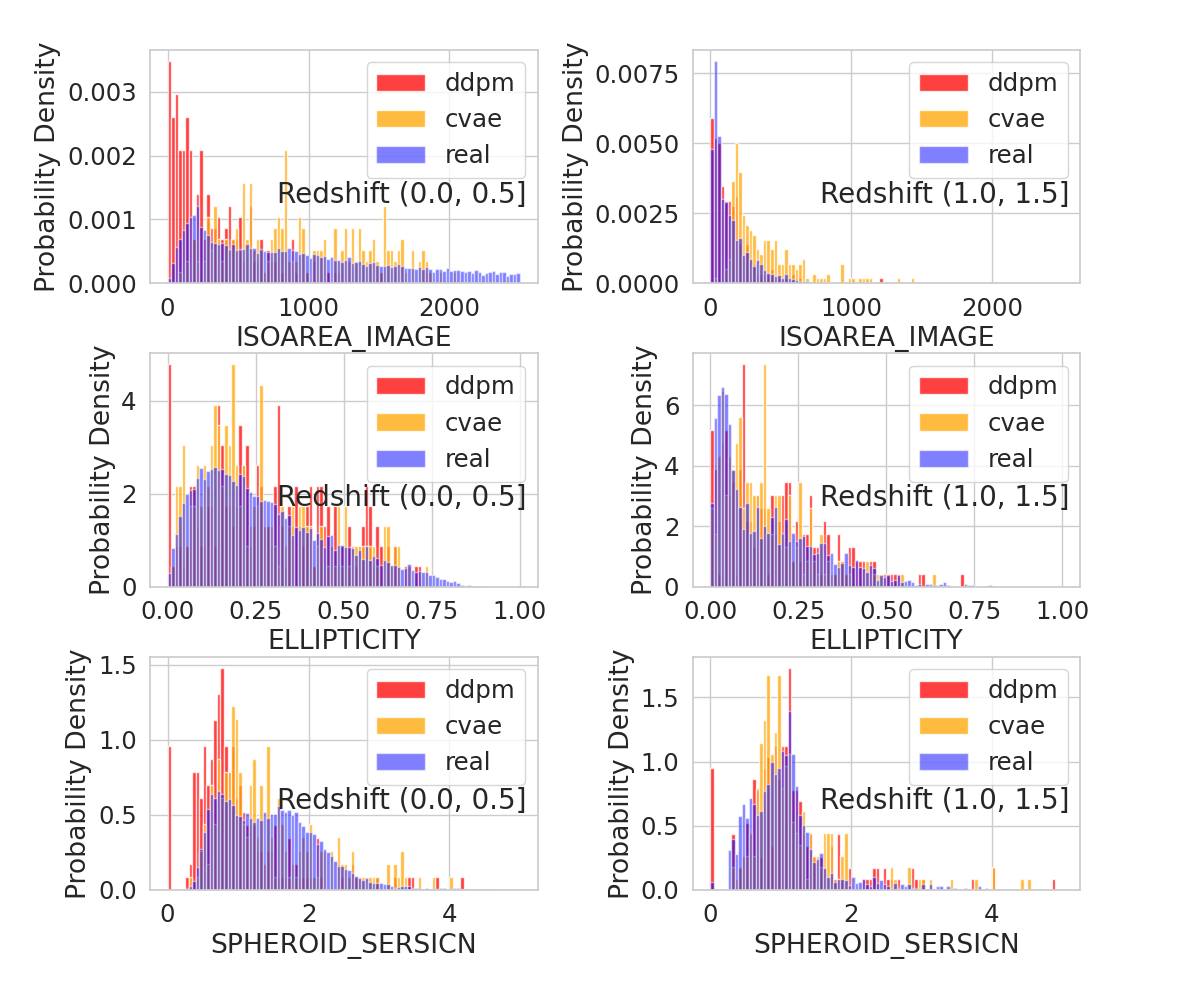 Probability Density
0.003
0.002
0.001
0.000
ddpm
cvae
real
Redshift (0.0, 0.5]
0
1000
2000
ISOAREA_IMAGE
Probability Density
0.0075
0.0050
0.0025
0.0000
ddpm
cvae
real
Redshift (1.0, 1.5]
0
1000
2000
ISOAREA_IMAGE
Probability Density
4
2
0
ddpm
cvae
real
Redshift (0.0, 0.5]
0.00
0.25
0.50
0.75
1.00
ELLIPTICITY
Probability Density
6
4
2
0
ddpm
cvae
real
Redshift (1.0, 1.5]
0.00
0.25
0.50
0.75
1.00
ELLIPTICITY
Probability Density
1.5
1.0
0.5
0.0
ddpm
cvae
real
Redshift (0.0, 0.5]
0
2
4
SPHEROID_SERSICN
Probability Density
1.5
1.0
0.5
0.0
ddpm
cvae
real
Redshift (1.0, 1.5]
0
2
4
SPHEROID_SERSICN